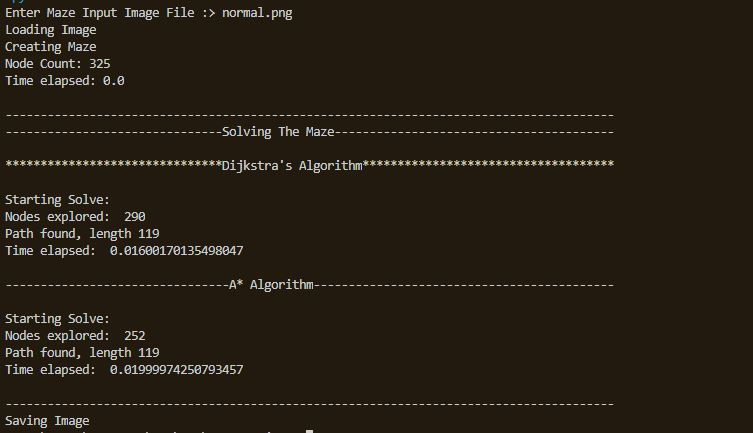 Enter Maze Input Image File :> normal.png
Loading Image
Creating Maze
Node Count: 325
Time elapsed: 0.0
---------------------------------------------------------------------------------------
-------------------------------Solving The Maze----------------------------------------
*******************************Dijkstra's Algorithm************************************
Starting Solve:
Nodes explored:  290
Path found, length 119
Time elapsed:  0.01600170135498047
--------------------------------A* Algorithm-------------------------------------------
Starting Solve:
Nodes explored:  252
Path found, length 119
Time elapsed:  0.01999974250793457
---------------------------------------------------------------------------------------
Saving Image